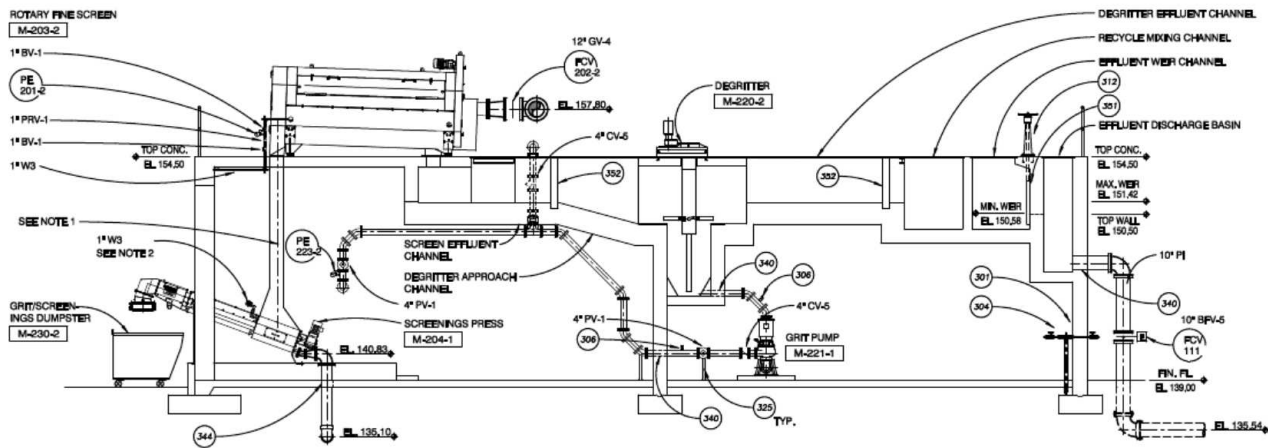 ROTARY FINE SCREEN
M-203-2
1" BV-1
PE
201-2
1" PRV-1
1" BV-1
1" W3
TOP CONC.
EL 154.50
SEE NOTE 1
1" W3
SEE NOTE 2
GRIT/SCREEN-
INGS DUMPSTER
M-230-2
344
EL 135.10
EL 140.83
SCREENINGS PRESS
M-204-1
4" PV-1
PE
223-2
SCREEN EFFLUENT
CHANNEL
DEGRITTER APPROACH
CHANNEL
12" GV-4
FCV
202-2
EL 157.80
4" CV-5
352
DEGRITTER
M-220-2
340
306
4" CV-5
4" PV-1
306
GRIT PUMP
M-221-1
340
325
TYP.
352
DEGRITTER EFFLUENT CHANNEL
RECYCLE MIXING CHANNEL
EFFLUENT WEIR CHANNEL
312
351
EFFLUENT DISCHARGE BASIN
TOP CONC.
EL 154.50
MAX. WEIR
EL 151.42
MIN. WEIR
EL 150.58
TOP WALL
EL 150.50
10" PI
340
301
304
10" BFV-5
FCV
111
FIN. FL
EL 139.00
EL 135.54